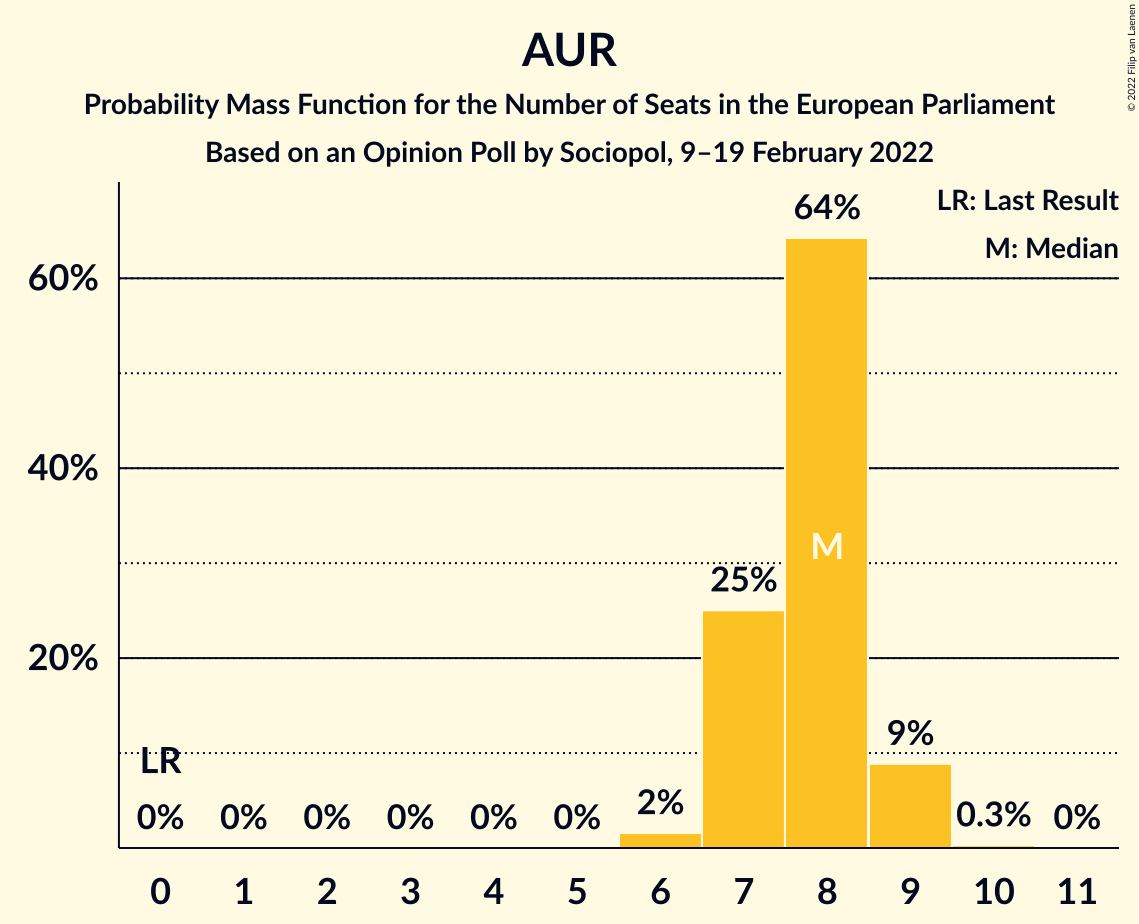 AUR
Probability Mass Function for the Number of Seats in the European Parliament
Based on an Opinion Poll by Sociopol, 9–19 February 2022
© 2022 Filip van Laenen
LR: Last Result
M: Median
60%
40%
20%
LR
0%
0%
0%
0%
0%
0%
2%
25%
64%
M
9%
0.3%
0%
0 1 2 3 4 5 6 7 8 9 10 11